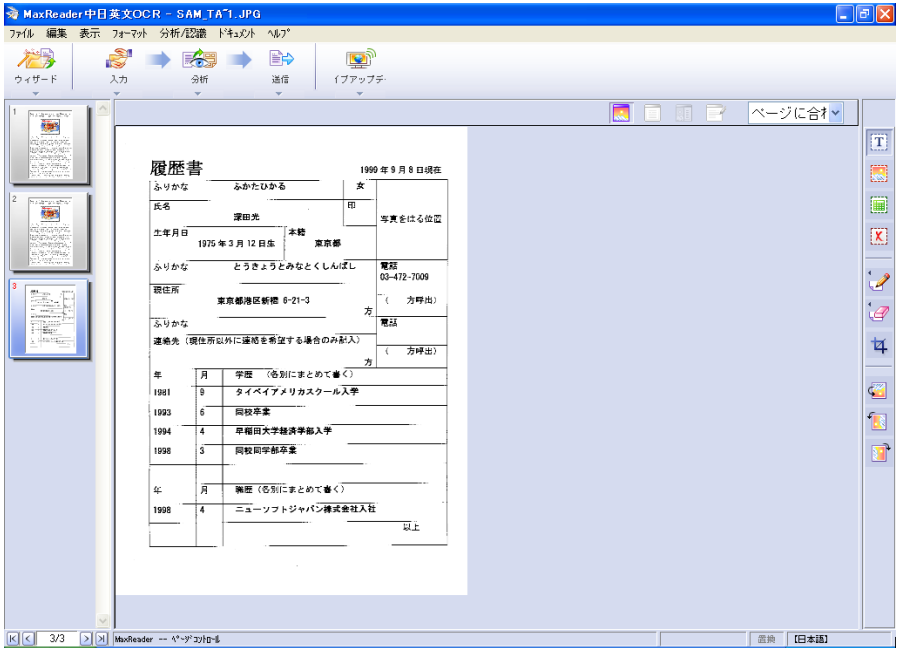 MaxReader中日英文OCR - SAM_TA~1.JPG
ファイル 編集 表示 フォーマット 分析/認識 ドキュメント ヘルプ
ウィザード 入力 分析 送信 イブアップデ-
ページに合わ
1
2
3
履歴書 1999年9月8日現在
ふりかな ふかたひかる 女
氏名 印
深田光 写真をはる位置
生年月日 本籍
1975年3月12日生 東京都
ふりかな とうきょうとみなとくしんばし 電話
03-472-7009
現住所
東京都港区新橋 6-21-3 ( 方呼出)
方
ふりかな 電話
連絡先 (現住所以外に連絡を希望する場合のみ記入)
( 方呼出)
方
年 月 学歴 (各別にまとめて書く)
1981 9 タイペイアメリカスクール入学
1993 6 同校卒業
1994 4 早稲田大学経済学部入学
1998 3 同校同学部卒業
年 月 職歴 (各別にまとめて書く)
1998 4 ニューソフトジャパン株式会社入社
以上
3/3 MaxReader -- ページコントロール 置換 【日本語】